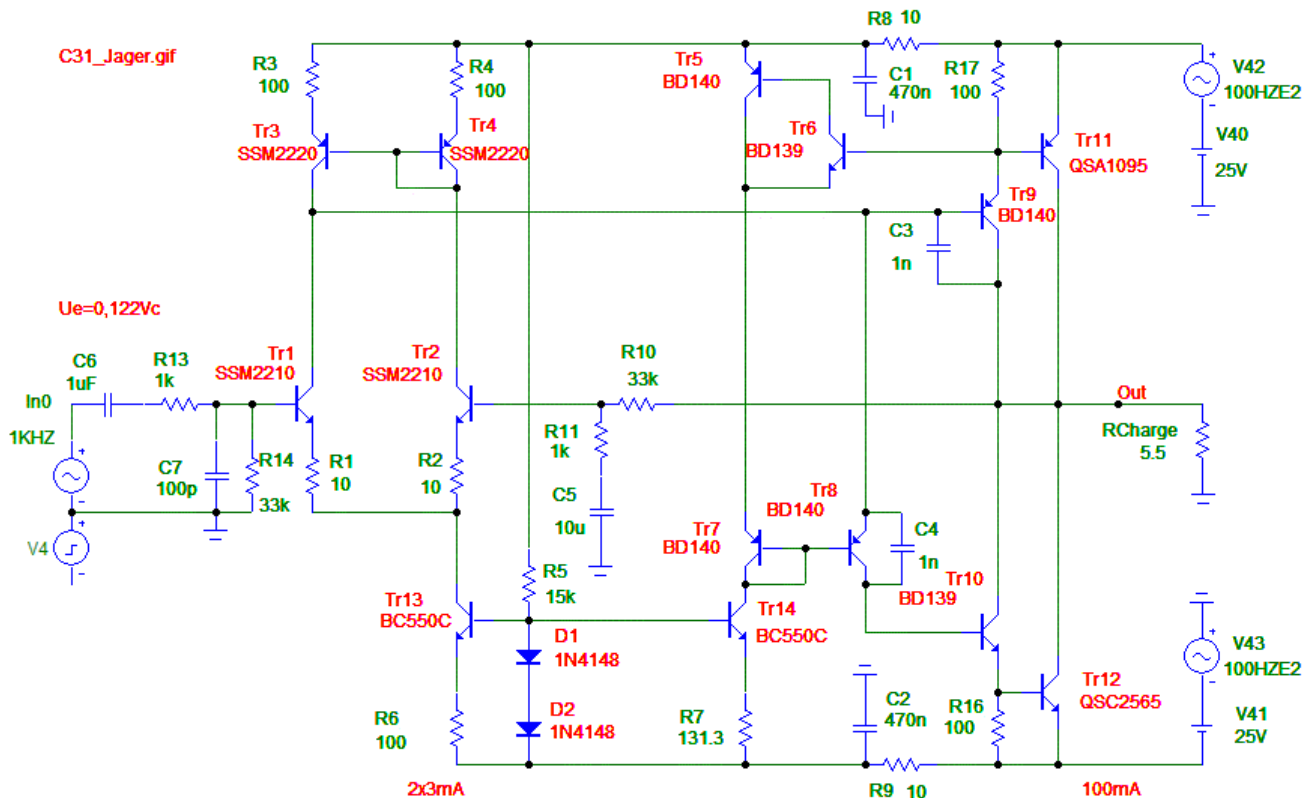 C31_Jager.gif
R3
100
R4
100
Tr3
SSM2220
Tr4
SSM2220
Tr5
BD140
Tr6
BD139
C1
470n
R8 10
R17
100
Tr11
QSA1095
Tr9
BD140
C3
1n
V42
100HZE2
V40
25V
Ue=0,122Vc
C6
1uF
R13
1k
In0
1KHZ
Tr1
SSM2210
Tr2
SSM2210
R10
33k
R11
1k
C7
100p
R14
33k
R1
10
R2
10
C5
10u
V4
Out
RCharge
5.5
Tr8
BD140
Tr7
BD140
C4
1n
Tr10
BD139
R5
15k
Tr13
BC550C
D1
1N4148
Tr14
BC550C
D2
1N4148
R6
100
R7
131.3
C2
470n
R16
100
Tr12
QSC2565
V43
100HZE2
V41
25V
2x3mA
R9 10
100mA